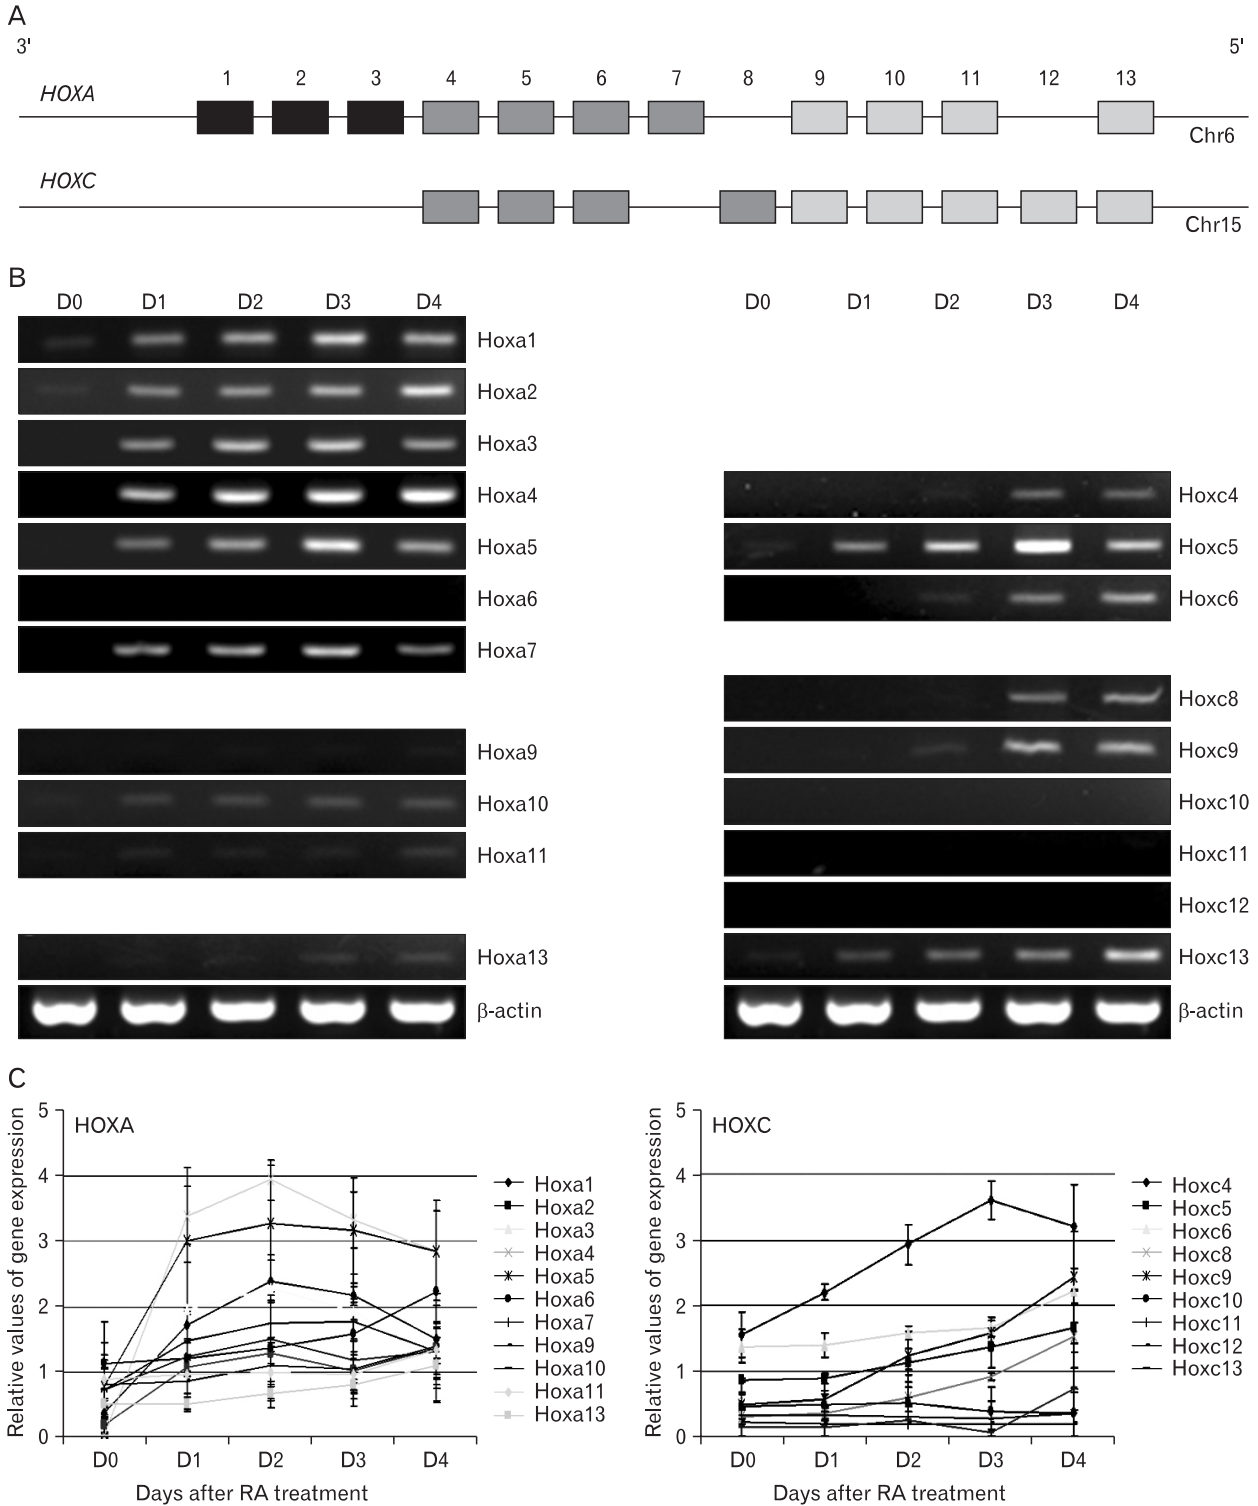 A
3' 5'
1 2 3 4 5 6 7 8 9 10 11 12 13
HOXA
Chr6
HOXC
Chr15
B
D0 D1 D2 D3 D4
Hoxa1
Hoxa2
Hoxa3
Hoxa4
Hoxa5
Hoxa6
Hoxa7
Hoxa9
Hoxa10
Hoxa11
Hoxa13
β-actin
D0 D1 D2 D3 D4
Hoxc4
Hoxc5
Hoxc6
Hoxc8
Hoxc9
Hoxc10
Hoxc11
Hoxc12
Hoxc13
β-actin
C
Relative values of gene expression
5
4
3
2
1
0
HOXA
D0 D1 D2 D3 D4
Days after RA treatment
Hoxa1
Hoxa2
Hoxa3
Hoxa4
Hoxa5
Hoxa6
Hoxa7
Hoxa9
Hoxa10
Hoxa11
Hoxa13
Relative values of gene expression
5
4
3
2
1
0
HOXC
D0 D1 D2 D3 D4
Days after RA treatment
Hoxc4
Hoxc5
Hoxc6
Hoxc8
Hoxc9
Hoxc10
Hoxc11
Hoxc12
Hoxc13